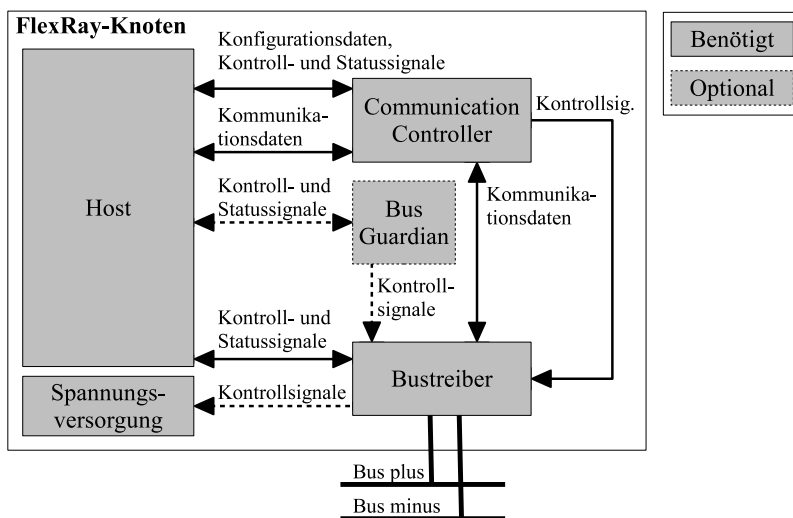 FlexRay-Knoten
Konfigurationsdaten,
Kontroll- und Statussignale
Benötigt
Optional
Communication
Controller
Kontrollsig.
Kommunika-
tionsdaten
Host
Kontroll- und
Statussignale
Bus
Guardian
Kommunika-
tionsdaten
Kontroll-
signale
Kontroll- und
Statussignale
Bustreiber
Spannungs-
versorgung
Kontrollsignale
Bus plus
Bus minus